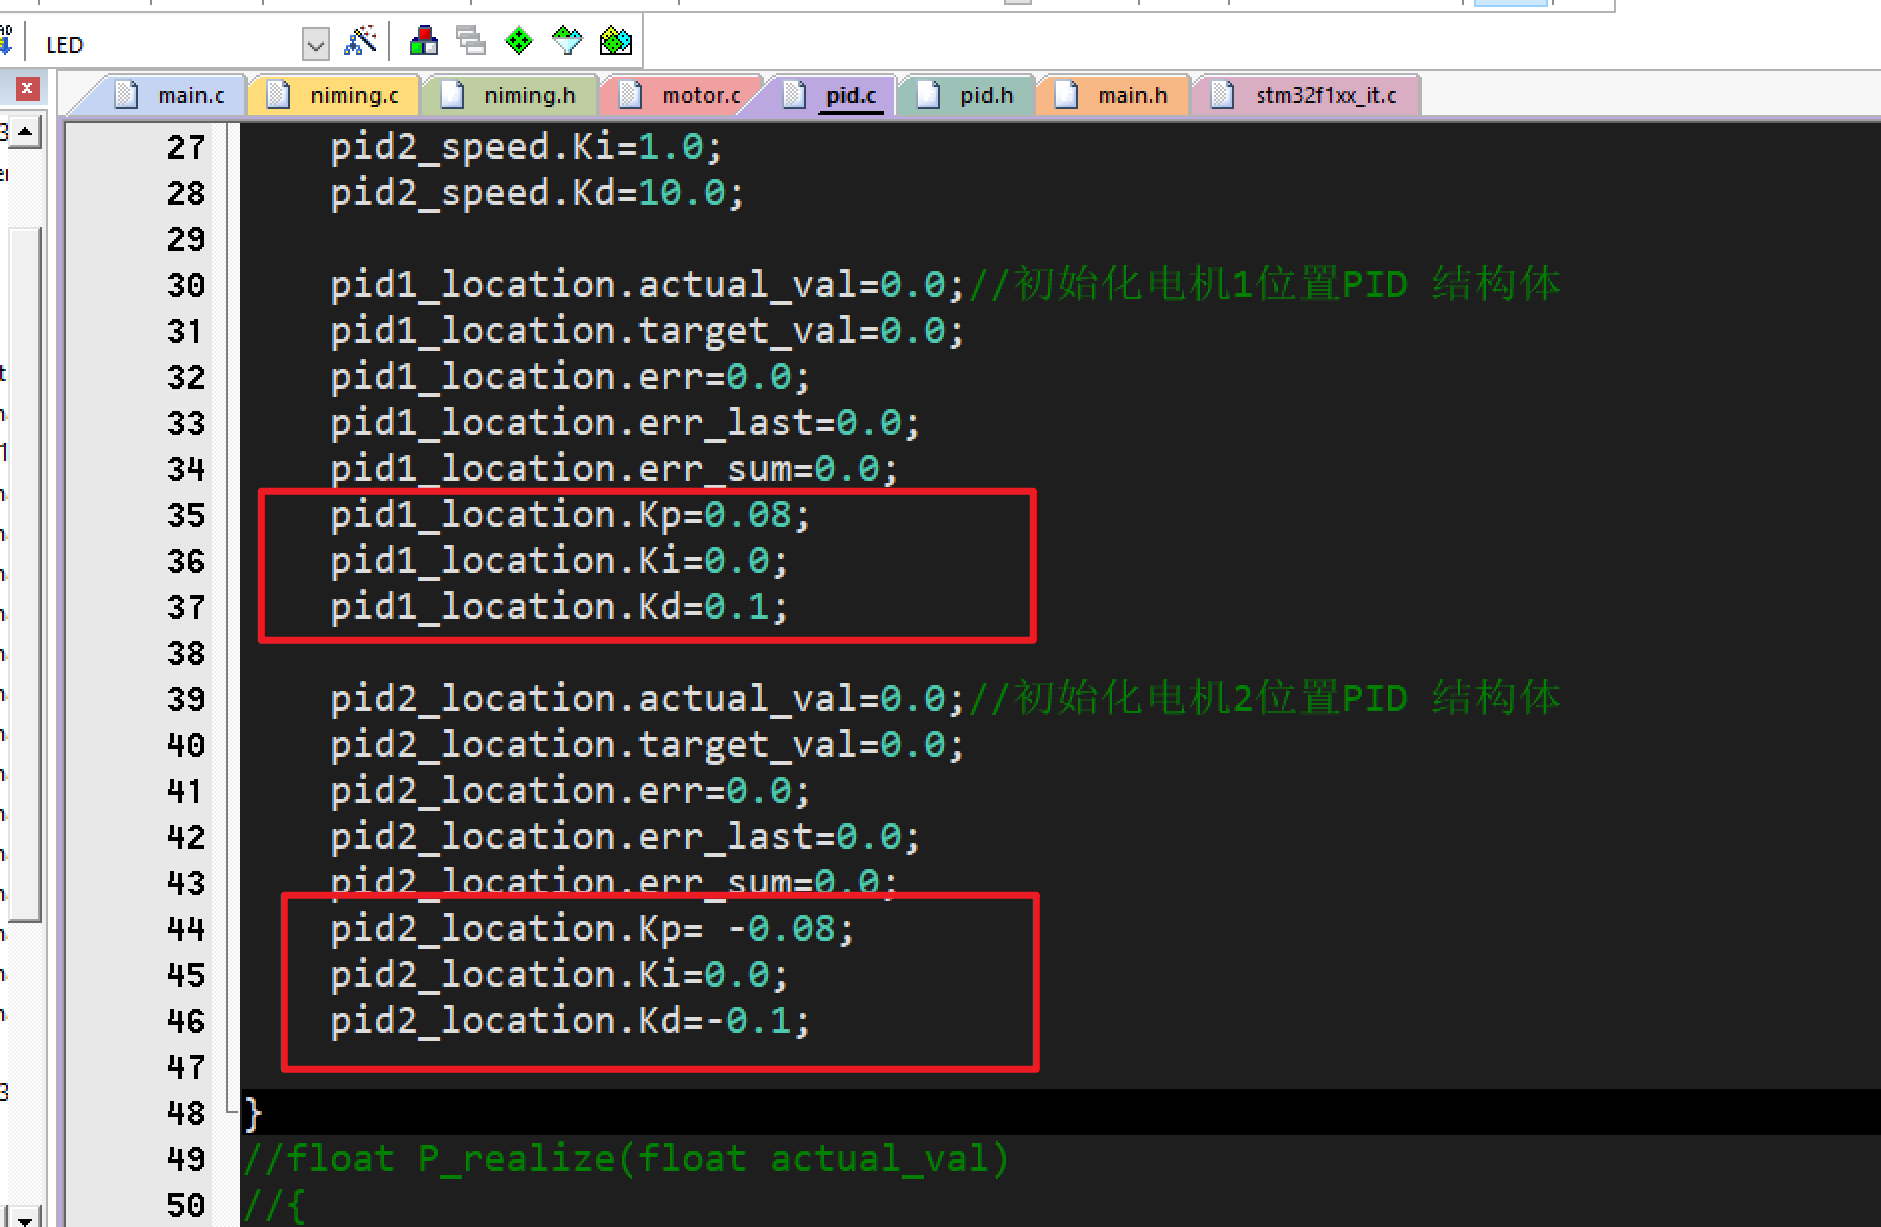 LED
main.c niming.c niming.h motor.c pid.c pid.h main.h stm32f1xx_it.c
27 pid2_speed.Ki=1.0;
28 pid2_speed.Kd=10.0;
29
30 pid1_location.actual_val=0.0;//初始化电机1位置PID 结构体
31 pid1_location.target_val=0.0;
32 pid1_location.err=0.0;
33 pid1_location.err_last=0.0;
34 pid1_location.err_sum=0.0;
35 pid1_location.Kp=0.08;
36 pid1_location.Ki=0.0;
37 pid1_location.Kd=0.1;
38
39 pid2_location.actual_val=0.0;//初始化电机2位置PID 结构体
40 pid2_location.target_val=0.0;
41 pid2_location.err=0.0;
42 pid2_location.err_last=0.0;
43 pid2_location.err_sum=0.0;
44 pid2_location.Kp= -0.08;
45 pid2_location.Ki=0.0;
46 pid2_location.Kd=-0.1;
47
48 }
49 //float P_realize(float actual_val)
50 //{